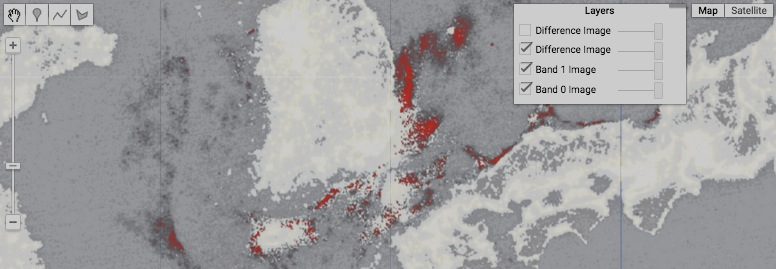 Layers
Difference Image
Difference Image
Band 1 Image
Band 0 Image
Map
Satellite